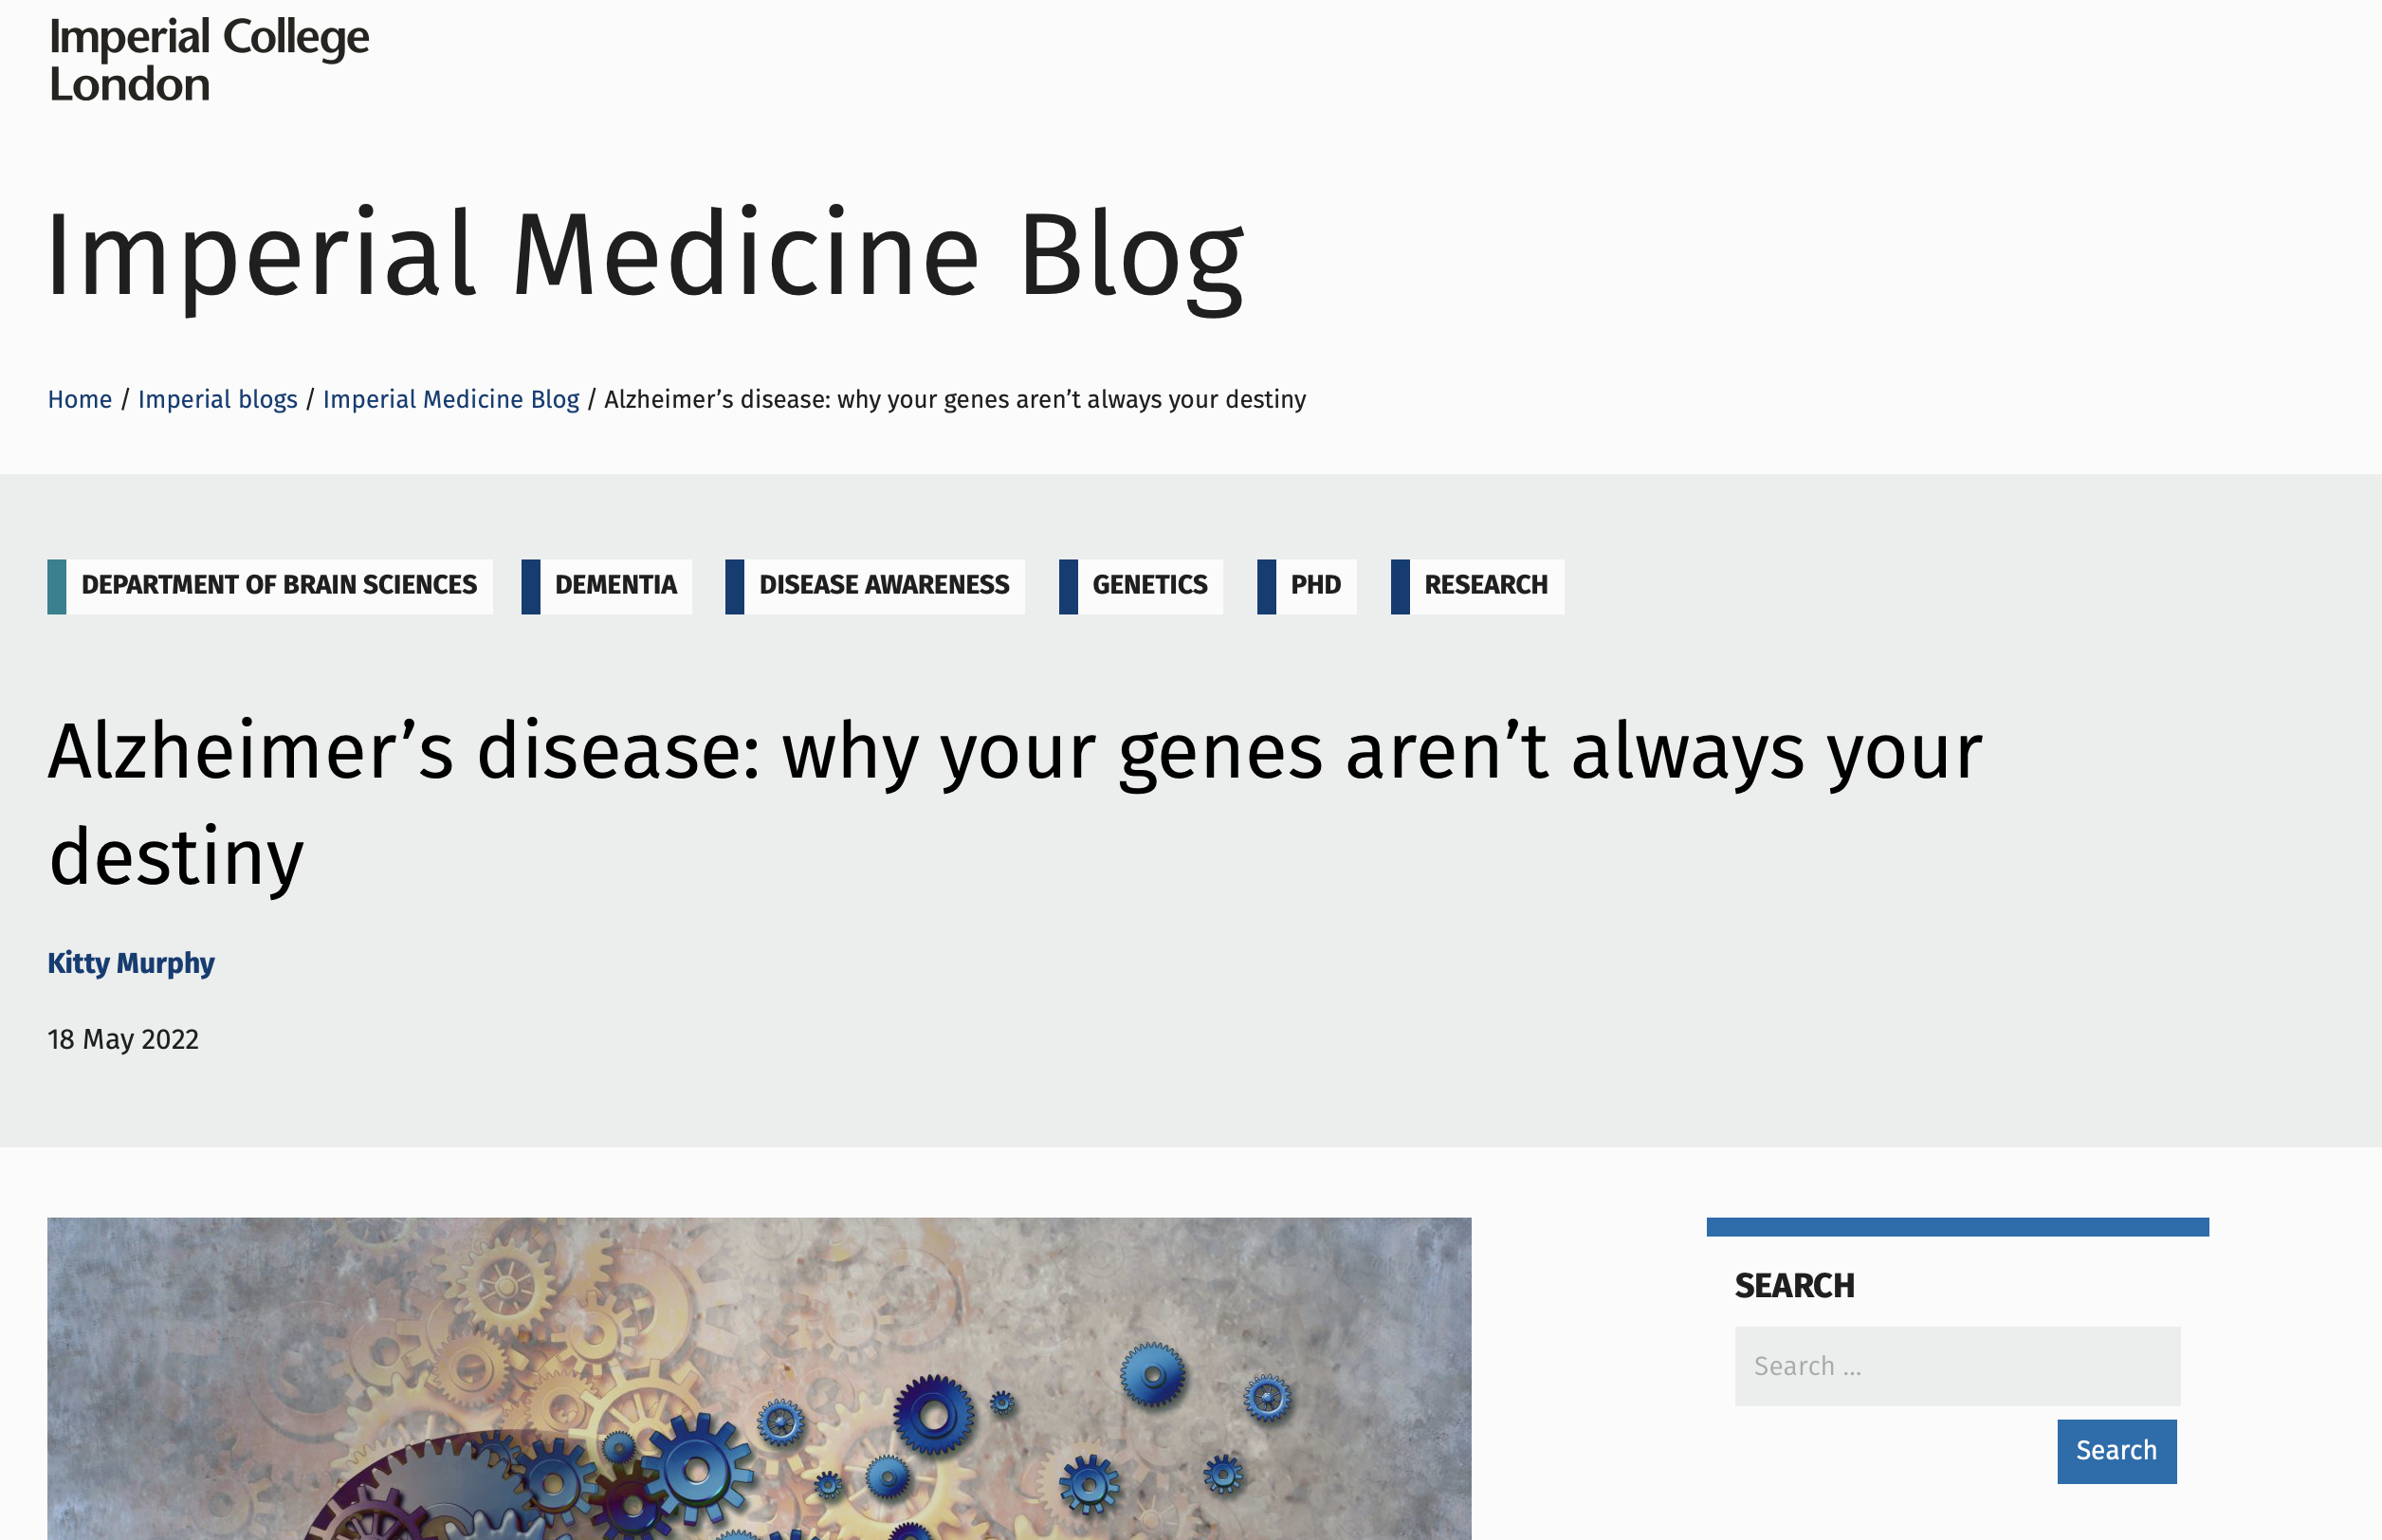 Imperial College
London
Imperial Medicine Blog
Home / Imperial blogs / Imperial Medicine Blog / Alzheimer’s disease: why your genes aren’t always your destiny
DEPARTMENT OF BRAIN SCIENCES DEMENTIA DISEASE AWARENESS GENETICS PHD RESEARCH
Alzheimer’s disease: why your genes aren’t always your
destiny
Kitty Murphy
18 May 2022
SEARCH
Search ...
Search